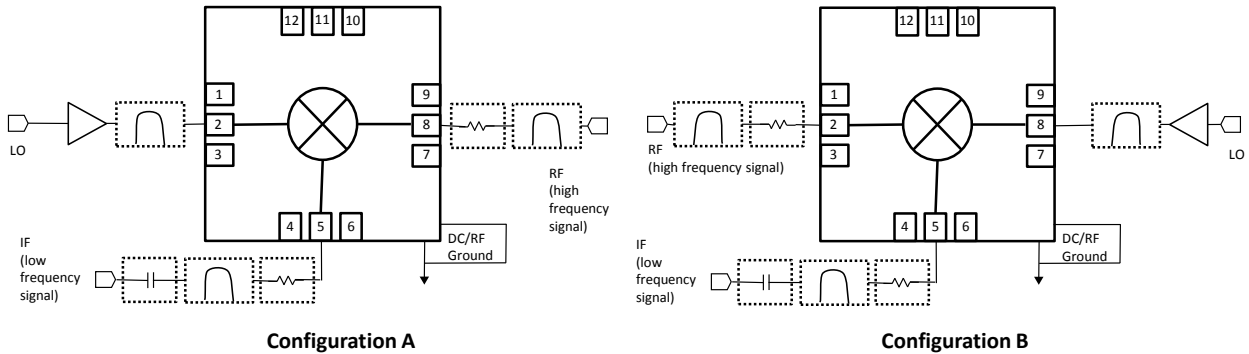 12 11 10
1
2
3
9
8
7
4 5 6
LO
RF
(high
frequency
signal)
IF
(low
frequency
signal)
DC/RF
Ground
Configuration A
12 11 10
1
2
3
9
8
7
4 5 6
RF
(high frequency signal)
LO
IF
(low
frequency
signal)
DC/RF
Ground
Configuration B